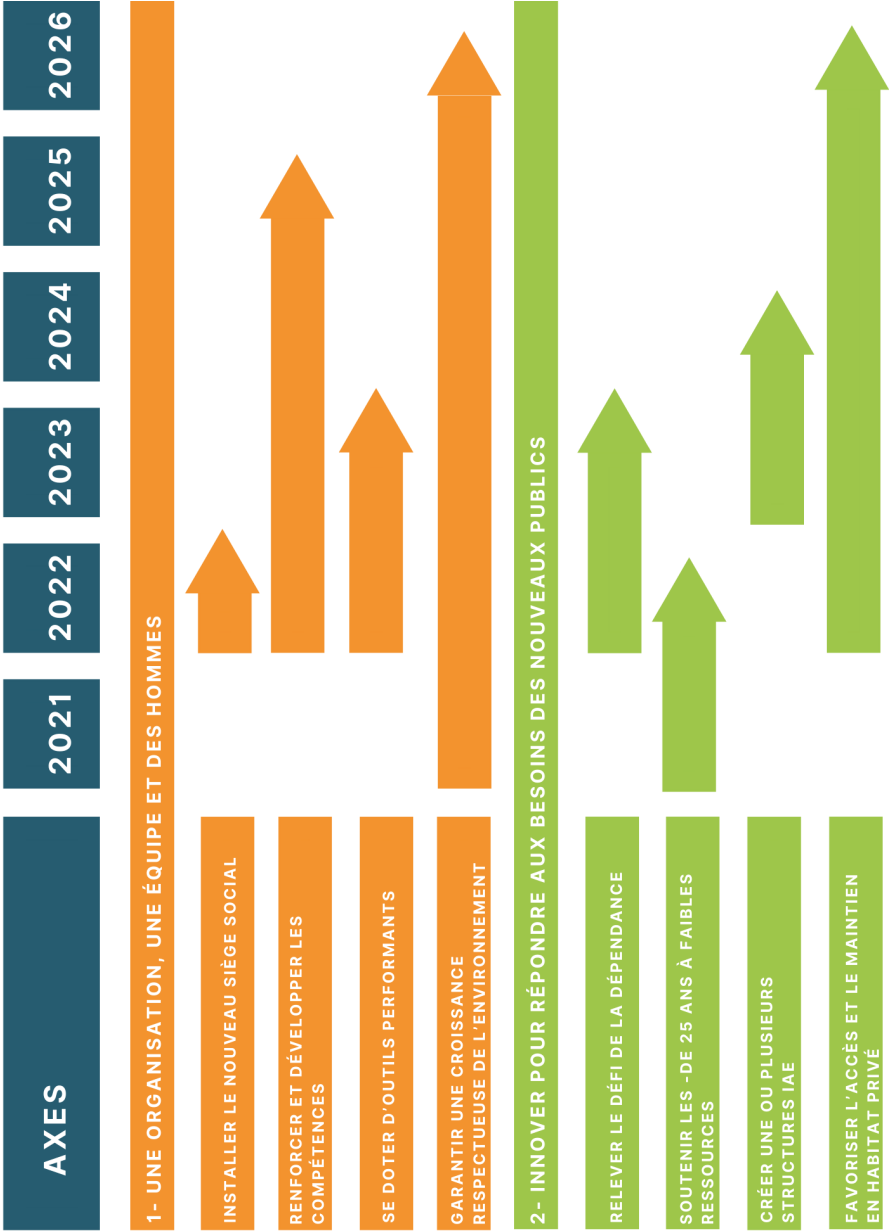 AXES
2021
2022
2023
2024
2025
2026
1- UNE ORGANISATION, UNE ÉQUIPE ET DES HOMMES
INSTALLER LE NOUVEAU SIÈGE SOCIAL
RENFORCER ET DÉVELOPPER LES
COMPÉTENCES
SE DOTER D'OUTILS PERFORMANTS
GARANTIR UNE CROISSANCE
RESPECTUEUSE DE L'ENVIRONNEMENT
2- INNOVER POUR RÉPONDRE AUX BESOINS DES NOUVEAUX PUBLICS
RELEVER LE DÉFI DE LA DÉPENDANCE
SOUTENIR LES -DE 25 ANS À FAIBLES
RESSOURCES
CRÉER UNE OU PLUSIEURS
STRUCTURES IAE
FAVORISER L'ACCÈS ET LE MAINTIEN
EN HABITAT PRIVÉ